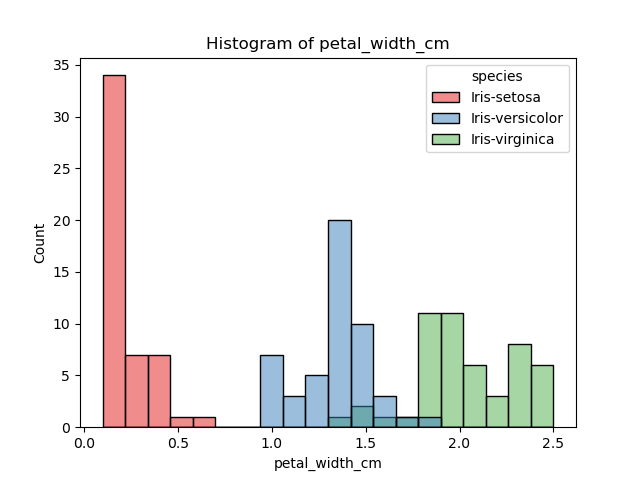 Histogram of petal_width_cm
species
Iris-setosa
Iris-versicolor
Iris-virginica
Count
35
30
25
20
15
10
5
0
0.0 0.5 1.0 1.5 2.0 2.5
petal_width_cm